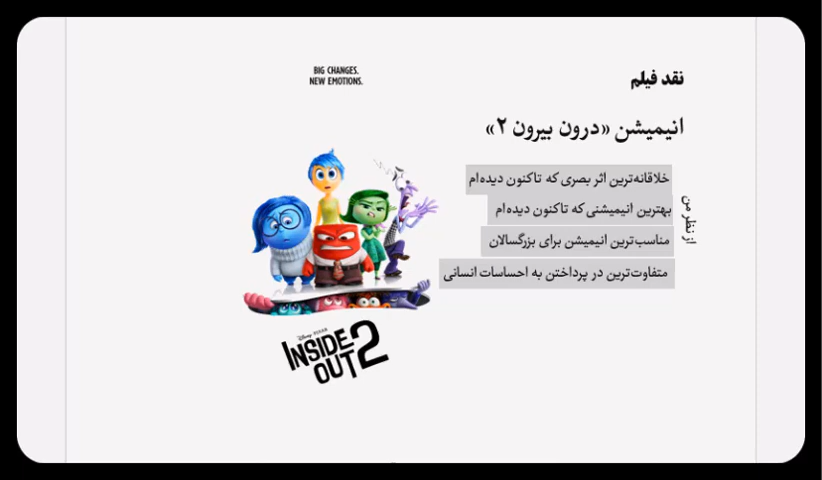 نقد فیلم
انیمیشن «درون بیرون ۲»
از نظر من
خلاقانه‌ترین اثر بصری که تاکنون دیده‌ام
بهترین انیمیشنی که تاکنون دیده‌ام
مناسب‌ترین انیمیشن برای بزرگسالان
متفاوت‌ترین در پرداختن به احساسات انسانی
BIG CHANGES.
NEW EMOTIONS.
Disney PIXAR
INSIDE
OUT 2